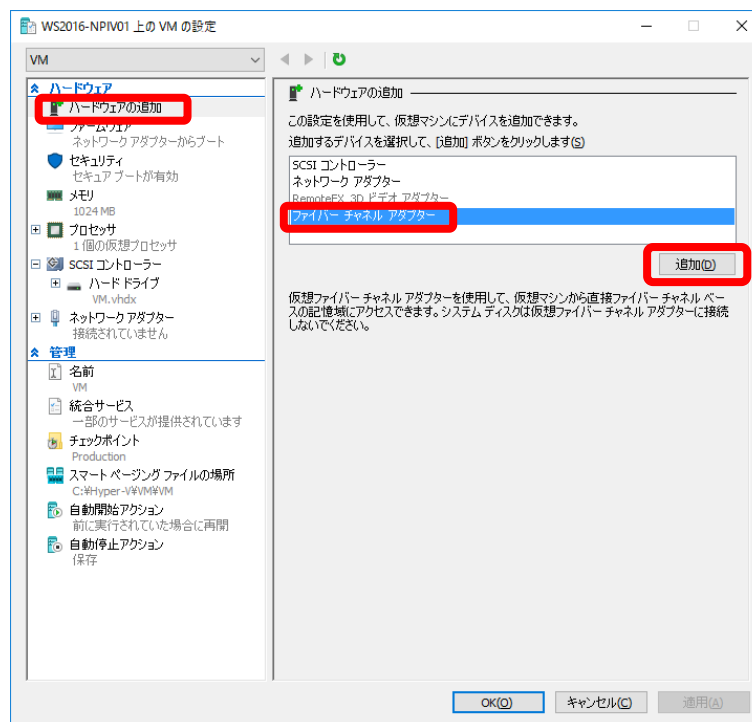 WS2016-NPIV01 上の VM の設定
VM
ハードウェア
ハードウェアの追加
ファームウェア
ネットワーク アダプターからブート
セキュリティ
セキュア ブートが有効
メモリ
1024 MB
プロセッサ
1 個の仮想プロセッサ
SCSI コントローラー
ハード ドライブ
VM.vhdx
ネットワーク アダプター
接続されていません
管理
名前
VM
統合サービス
一部のサービスが提供されています
チェックポイント
Production
スマート ページング ファイルの場所
C:¥Hyper-V¥VM¥VM
自動開始アクション
前に実行されていた場合に再開
自動停止アクション
保存
ハードウェアの追加
この設定を使用して、仮想マシンにデバイスを追加できます。
追加するデバイスを選択して、[追加] ボタンをクリックします(S)
SCSI コントローラー
ネットワーク アダプター
RemoteFX 3D ビデオ アダプター
ファイバー チャネル アダプター
追加(D)
仮想ファイバー チャネル アダプターを使用して、仮想マシンから直接ファイバー チャネル ベー
スの記憶域にアクセスできます。システム ディスクは仮想ファイバー チャネル アダプターに接続
しないでください。
OK(O)
キャンセル(C)
適用(A)